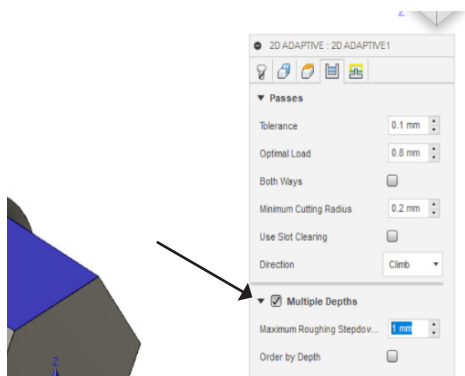 Z
2D ADAPTIVE : 2D ADAPTIVE1
Passes
Tolerance 0.1 mm
Optimal Load 0.8 mm
Both Ways
Minimum Cutting Radius 0.2 mm
Use Slot Clearing
Direction Climb
Multiple Depths
Maximum Roughing Stepdov... 1 mm
Order by Depth
Z